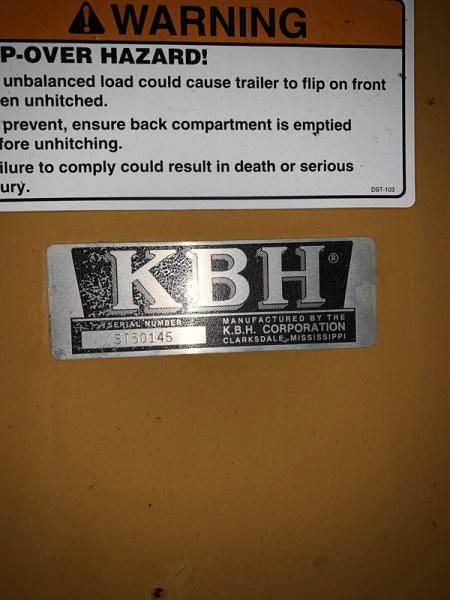 WARNING
P-OVER HAZARD!
unbalanced load could cause trailer to flip on front
en unhitched.
prevent, ensure back compartment is emptied
fore unhitching.
ilure to comply could result in death or serious
ury.
DST-103
KBH®
SERIAL NUMBER
ST50145
MANUFACTURED BY THE
K.B.H. CORPORATION
CLARKSDALE, MISSISSIPPI